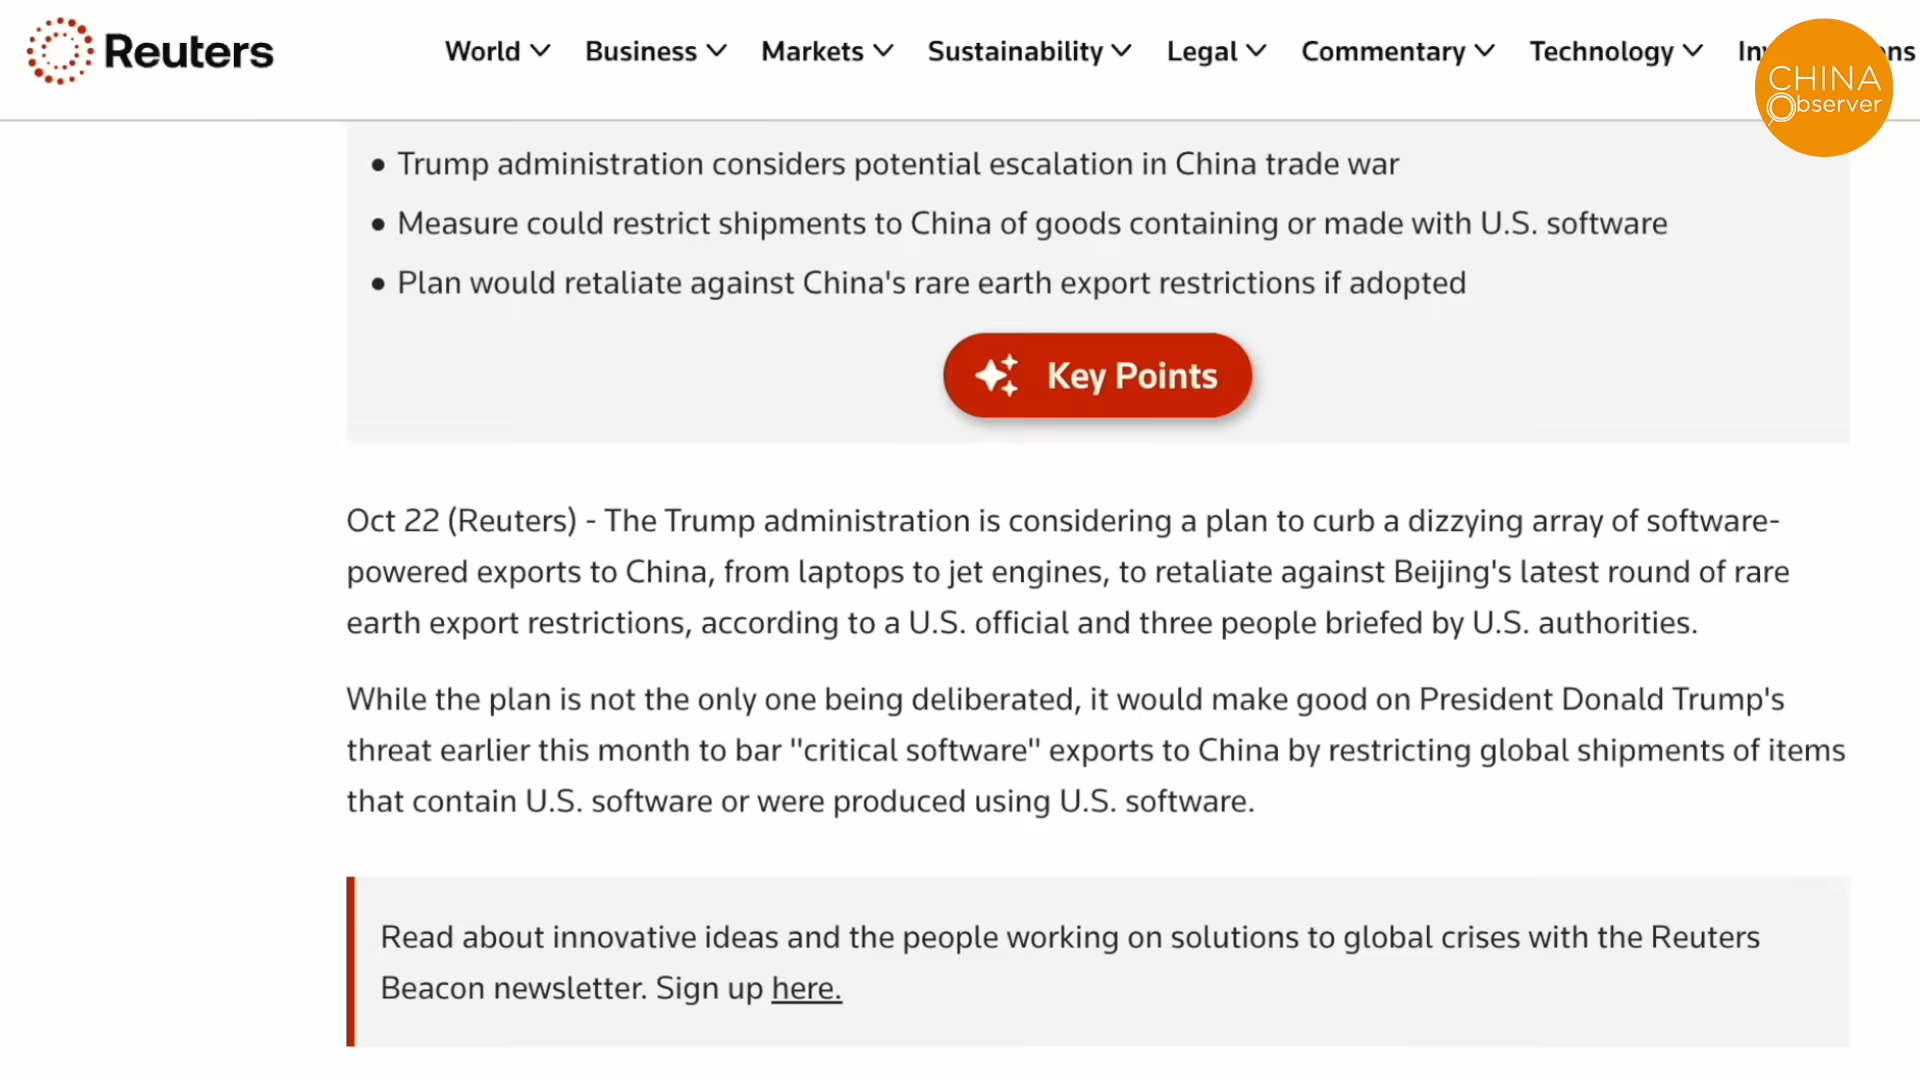 Reuters
World
Business
Markets
Sustainability
Legal
Commentary
Technology
CHINA
Observer
Trump administration considers potential escalation in China trade war
Measure could restrict shipments to China of goods containing or made with U.S. software
Plan would retaliate against China's rare earth export restrictions if adopted
Key Points
Oct 22 (Reuters) - The Trump administration is considering a plan to curb a dizzying array of software-
powered exports to China, from laptops to jet engines, to retaliate against Beijing's latest round of rare
earth export restrictions, according to a U.S. official and three people briefed by U.S. authorities.
While the plan is not the only one being deliberated, it would make good on President Donald Trump's
threat earlier this month to bar "critical software" exports to China by restricting global shipments of items
that contain U.S. software or were produced using U.S. software.
Read about innovative ideas and the people working on solutions to global crises with the Reuters
Beacon newsletter. Sign up here.